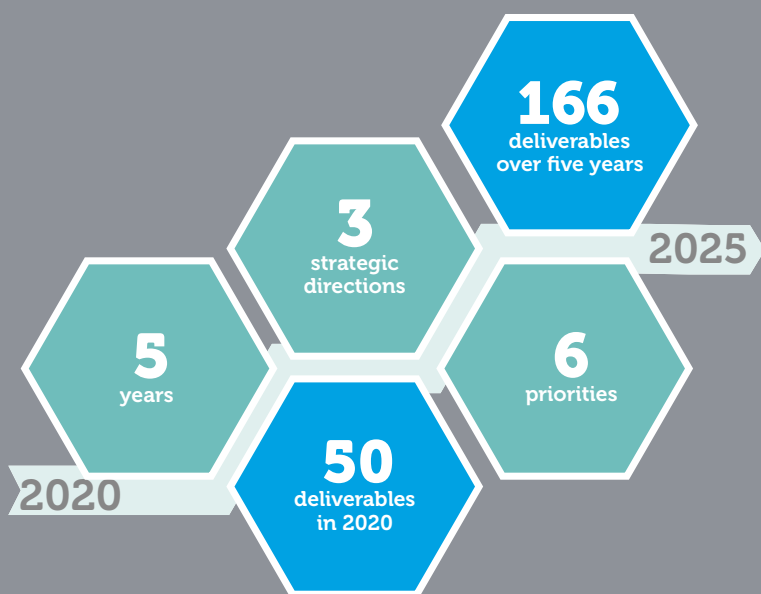 166
deliverables
over five years
3
strategic
directions
2025
5
years
6
priorities
50
deliverables
in 2020
2020